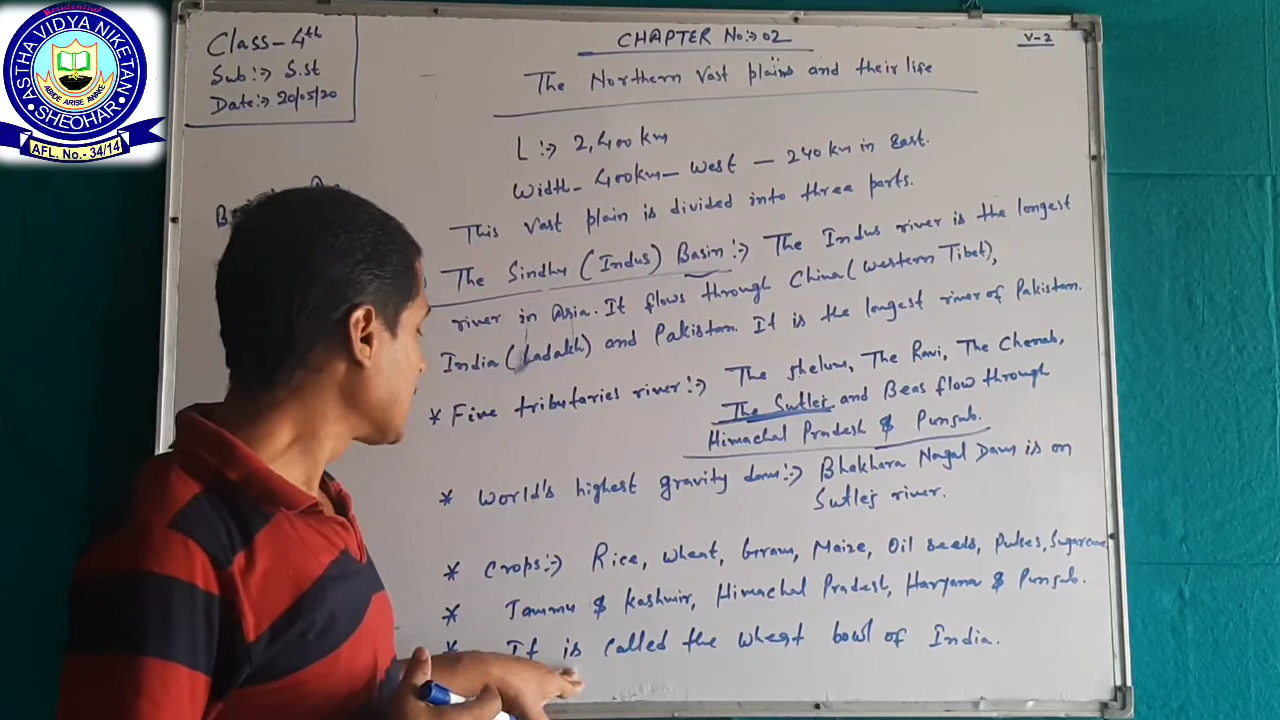 Residential
ASTHA VIDYA NIKETAN
ABIDE ARISE AWAKE
SHEOHAR
AFL. No.- 34/14
Class - 4th
Sub:-> S.st
Date:-> 20/05/20
CHAPTER No:-> 02
V-2
The Northern Vast plains and their life
L:-> 2,400 km
Width - 400km - West - 240 km in East.
This Vast plain is divided into three parts.
The Sindhu (Indus) Basin:-> The Indus river is the longest
river in Asia. It flows through China (Western Tibet),
India (Ladakh) and Pakistan. It is the longest river of Pakistan.
* Five tributaries river:-> The Jhelum, The Ravi, The Chenab,
The Sutlej and Beas flow through
Himachal Pradesh & Punjab.
* World's highest gravity dam:-> Bhakhara Nagal Dam is on
Sutlej river.
* Crops:-> Rice, Wheat, Gram, Maize, Oil seeds, Pulses, Sugarcane
* Jammu & Kashmir, Himachal Pradesh, Haryana & Punjab.
* It is called the wheat bowl of India.